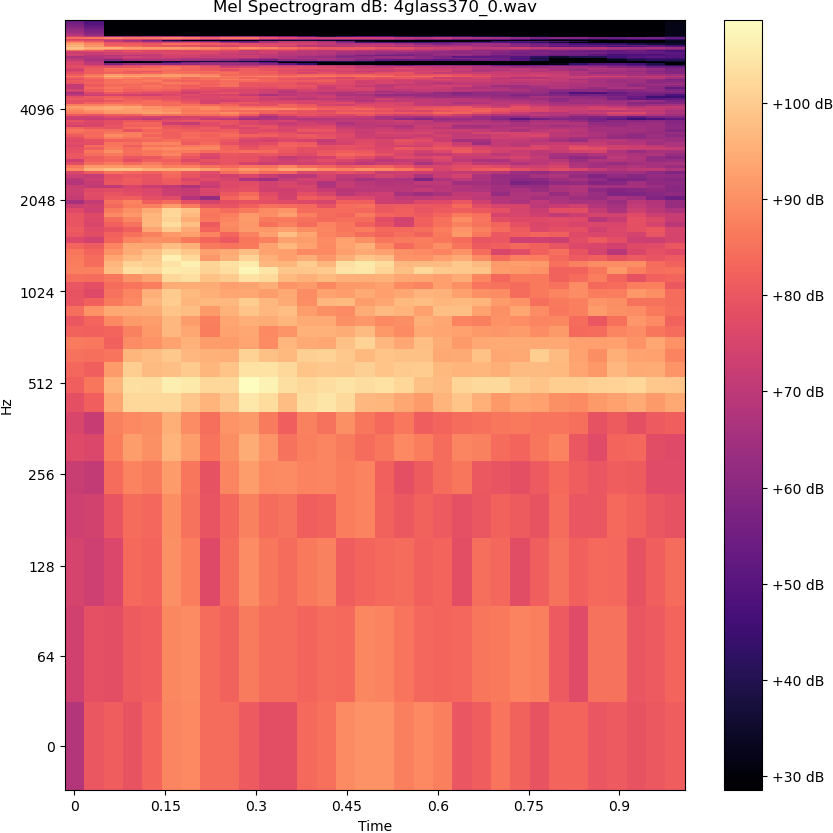 Mel Spectrogram dB: 4glass370_0.wav
4096
2048
1024
512
256
128
64
0
Hz
0
0.15
0.3
0.45
0.6
0.75
0.9
Time
+100 dB
+90 dB
+80 dB
+70 dB
+60 dB
+50 dB
+40 dB
+30 dB